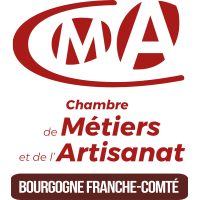 CMA
Chambre
de Métiers
et de l'Artisanat
BOURGOGNE FRANCHE-COMTÉ